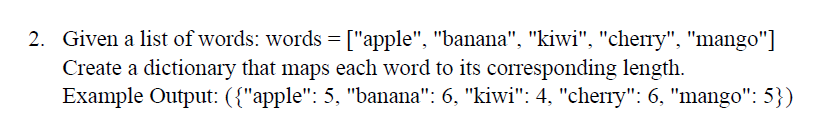 2. Given a list of words: words = ["apple", "banana", "kiwi", "cherry", "mango"]
Create a dictionary that maps each word to its corresponding length.
Example Output: ({"apple": 5, "banana": 6, "kiwi": 4, "cherry": 6, "mango": 5})